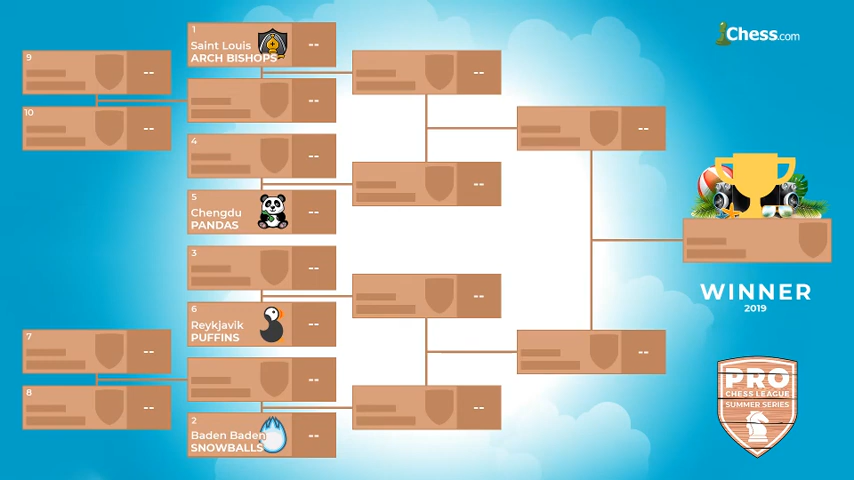 1
Saint Louis
ARCH BISHOPS
--
Chess.com
9
--
--
--
10
--
4
--
--
--
5
Chengdu
PANDAS
--
3
--
WINNER
2019
--
6
Reykjavik
PUFFINS
--
7
--
--
--
8
--
--
2
Baden Baden
SNOWBALLS
--
PRO
CHESS LEAGUE
SUMMER SERIES